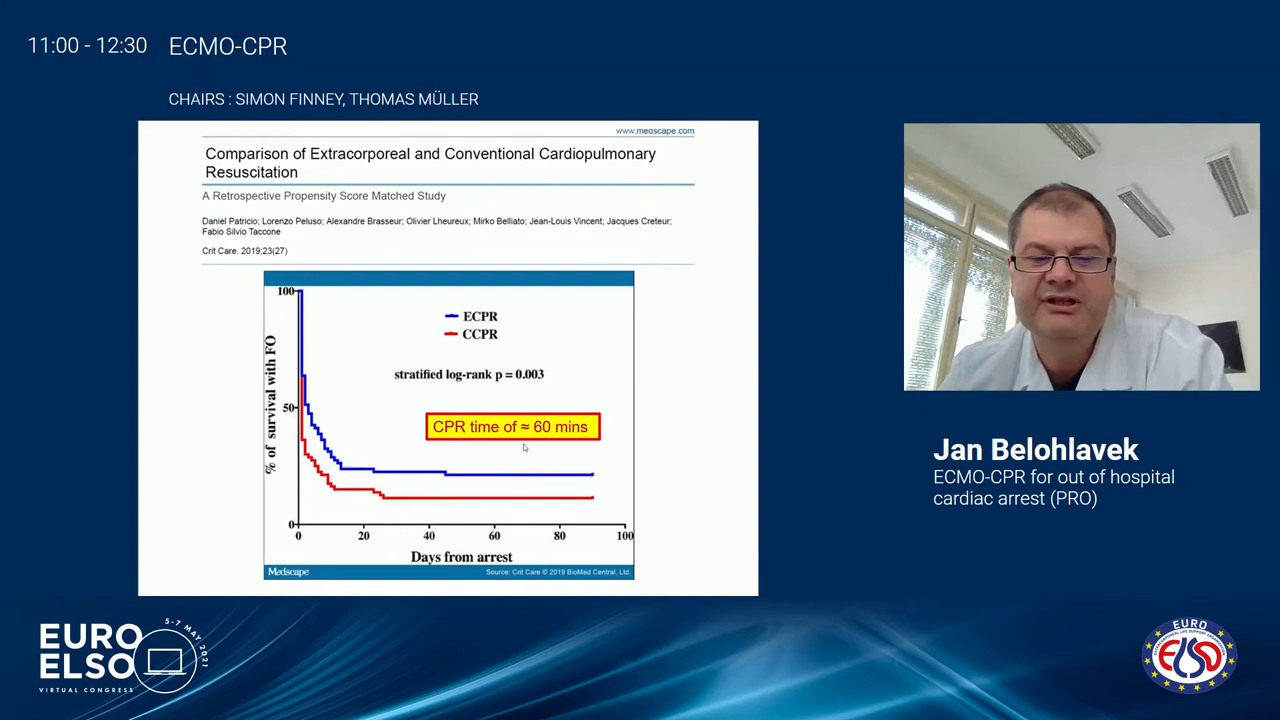 11:00 - 12:30 ECMO-CPR
CHAIRS : SIMON FINNEY, THOMAS MÜLLER
www.medscape.com
Comparison of Extracorporeal and Conventional Cardiopulmonary
Resuscitation
A Retrospective Propensity Score Matched Study
Daniel Patricio; Lorenzo Peluso; Alexandre Brasseur; Olivier Lheureux; Mirko Belliato; Jean-Louis Vincent; Jacques Creteur;
Fabio Silvio Taccone
Crit Care. 2019;23(27)
100
ECPR
CCPR
stratified log-rank p = 0.003
% of survival with FO
50
CPR time of ≈ 60 mins
0
0 20 40 60 80 100
Days from arrest
Medscape
Source: Crit Care © 2019 BioMed Central, Ltd.
Jan Belohlavek
ECMO-CPR for out of hospital
cardiac arrest (PRO)
EURO
ELSO
VIRTUAL CONGRESS
5-7 MAY 2021
EURO
ELSO